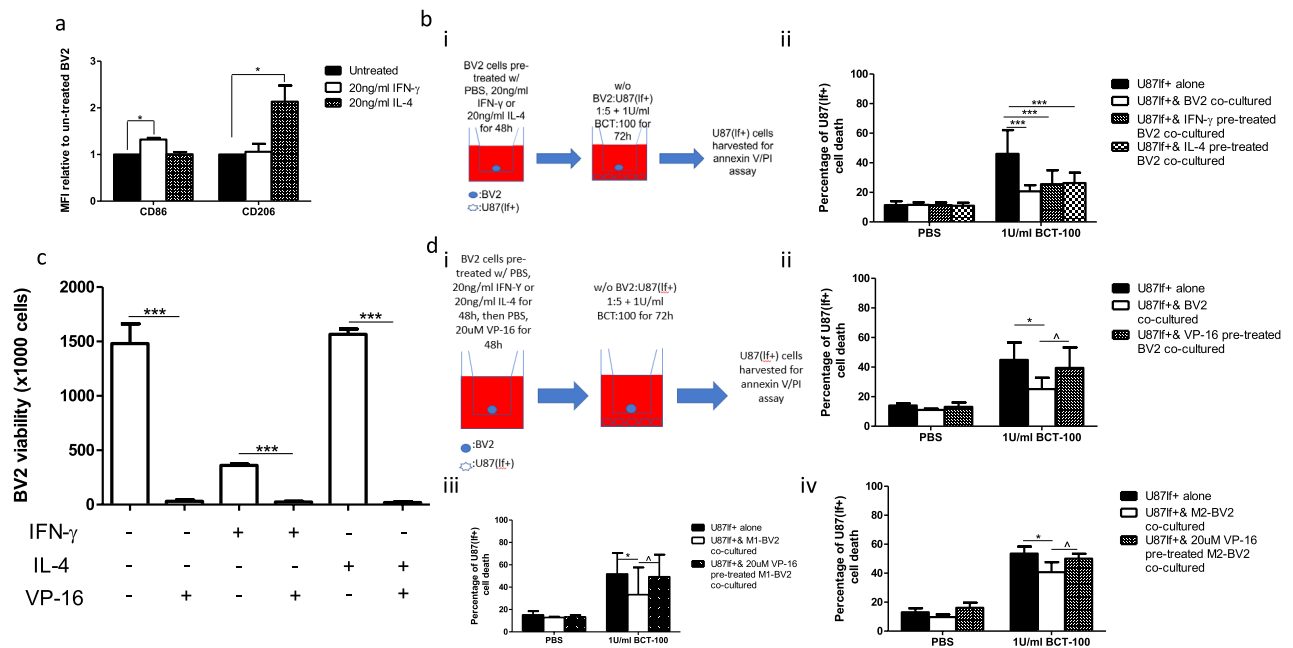 a
MFI relative to un-treated BV2
3
2
1
0
*
*
CD86
CD206
Untreated
20ng/ml IFN-γ
20ng/ml IL-4
b
i
BV2 cells pre-
treated w/
PBS, 20ng/ml
IFN-γ or
20ng/ml IL-4
for 48h
w/o
BV2:U87(lf+)
1:5 + 1U/ml
BCT:100 for
72h
U87(lf+) cells
harvested for
annexin V/PI
assay
:BV2
:U87(lf+)
ii
Percentage of U87(lf+)
cell death
100
80
60
40
20
0
***
***
***
PBS
1U/ml BCT-100
U87lf+ alone
U87lf+& BV2 co-cultured
U87lf+& IFN-γ pre-treated
BV2 co-cultured
U87lf+& IL-4 pre-treated
BV2 co-cultured
c
BV2 viability (x1000 cells)
2000
1500
1000
500
0
***
***
***
IFN-γ - - + + - -
IL-4 - - - - + +
VP-16 - + - + - +
d
i
BV2 cells pre-
treated w/ PBS,
20ng/ml IFN-Y or
20ng/ml IL-4 for
48h, then PBS,
20uM VP-16 for
48h
w/o BV2:U87(lf+)
1:5 + 1U/ml
BCT:100 for 72h
U87(lf+) cells
harvested for
annexin V/PI
assay
:BV2
:U87(lf+)
ii
Percentage of U87(lf+)
cell death
100
80
60
40
20
0
*
^
PBS
1U/ml BCT-100
U87lf+ alone
U87lf+& BV2
co-cultured
U87lf+& VP-16 pre-treated
BV2 co-cultured
iii
Percentage of U87(lf+)
cell death
100
80
60
40
20
0
*
^
PBS
1U/ml BCT-100
U87lf+ alone
U87lf+& M1-BV2
co-cultured
U87lf+& 20uM VP-16
pre-treated M1-BV2
co-cultured
iv
Percentage of U87(lf+)
cell death
100
80
60
40
20
0
*
^
PBS
1U/ml BCT-100
U87lf+ alone
U87lf+& M2-BV2
co-cultured
U87lf+& 20uM VP-16
pre-treated M2-BV2
co-cultured